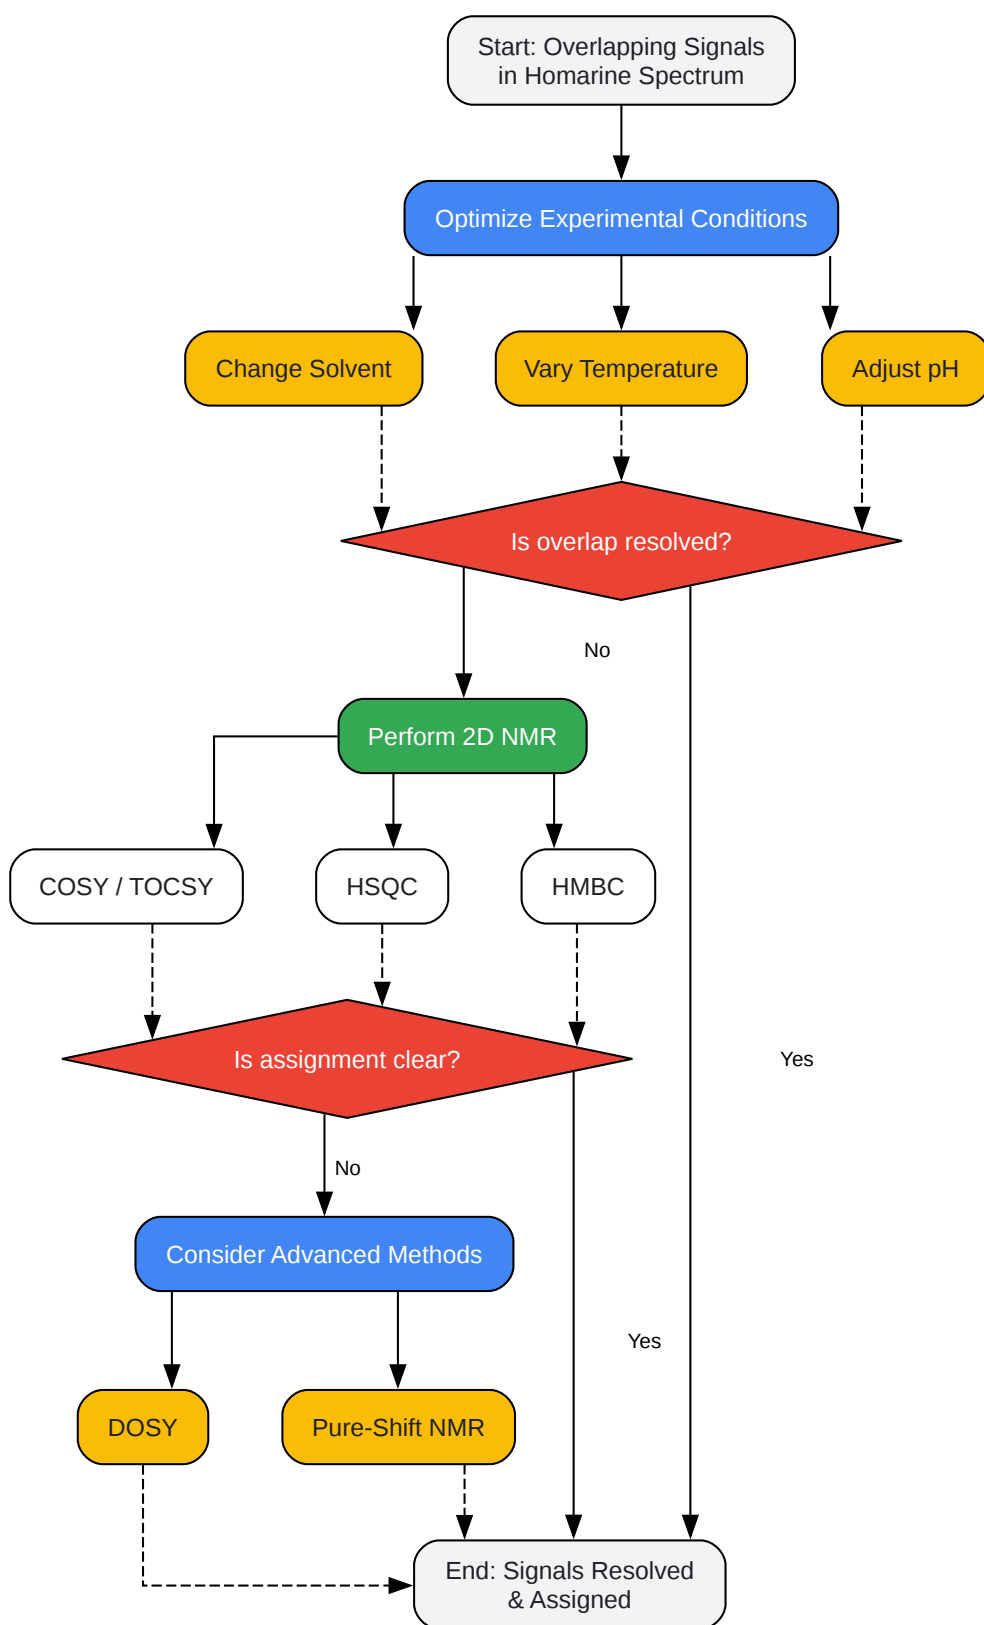 Start: Overlapping Signals
in Homarine Spectrum
Optimize Experimental Conditions
Change Solvent
Vary Temperature
Adjust pH
Is overlap resolved?
No
Perform 2D NMR
COSY / TOCSY
HSQC
HMBC
Is assignment clear?
Yes
No
Consider Advanced Methods
Yes
DOSY
Pure-Shift NMR
End: Signals Resolved
& Assigned